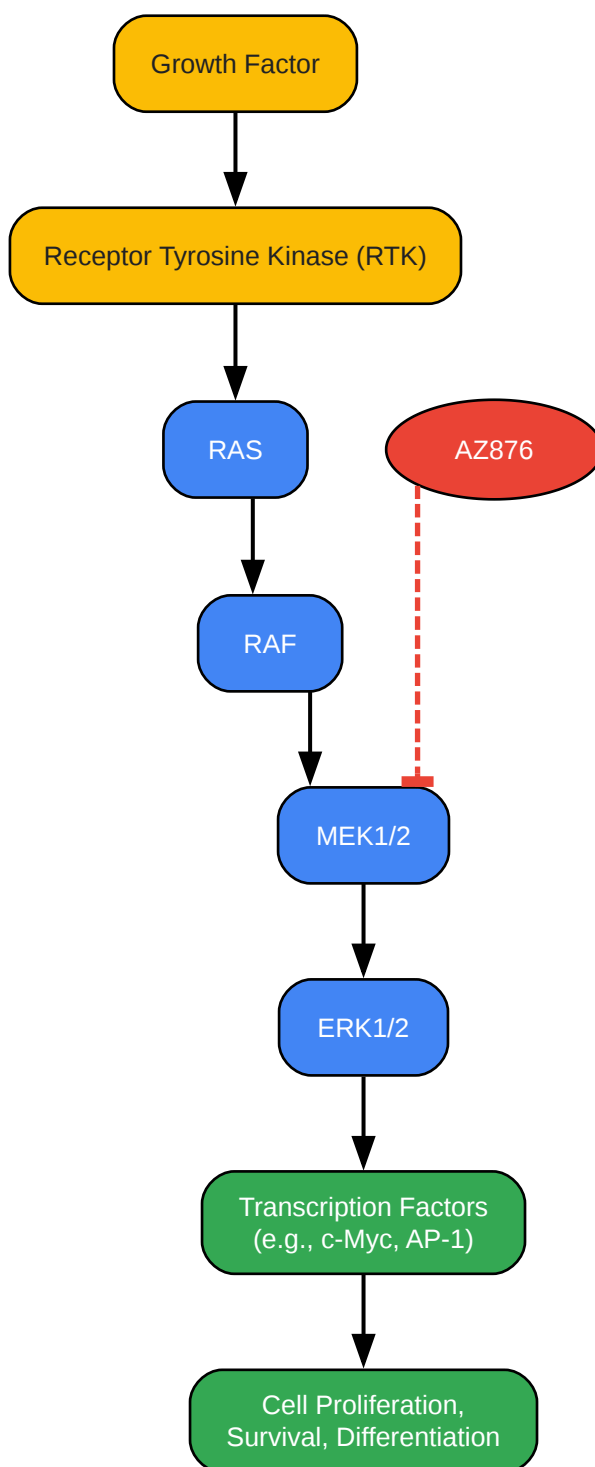 Growth Factor
Receptor Tyrosine Kinase (RTK)
RAS
AZ876
RAF
MEK1/2
ERK1/2
Transcription Factors
(e.g., c-Myc, AP-1)
Cell Proliferation,
Survival, Differentiation